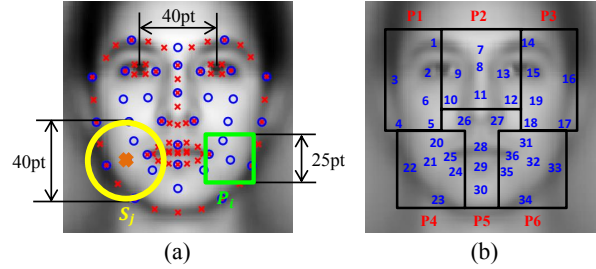 40pt
40pt
25pt
S_j
P_i
(a)
P1 P2 P3
1 7 14
3 2 9 8 13 15 16
6 10 11 12 19
4 5 26 27 18 17
20 28 31
22 21 25 24 29 36 35 32 33
23 30 34
P4 P5 P6
(b)